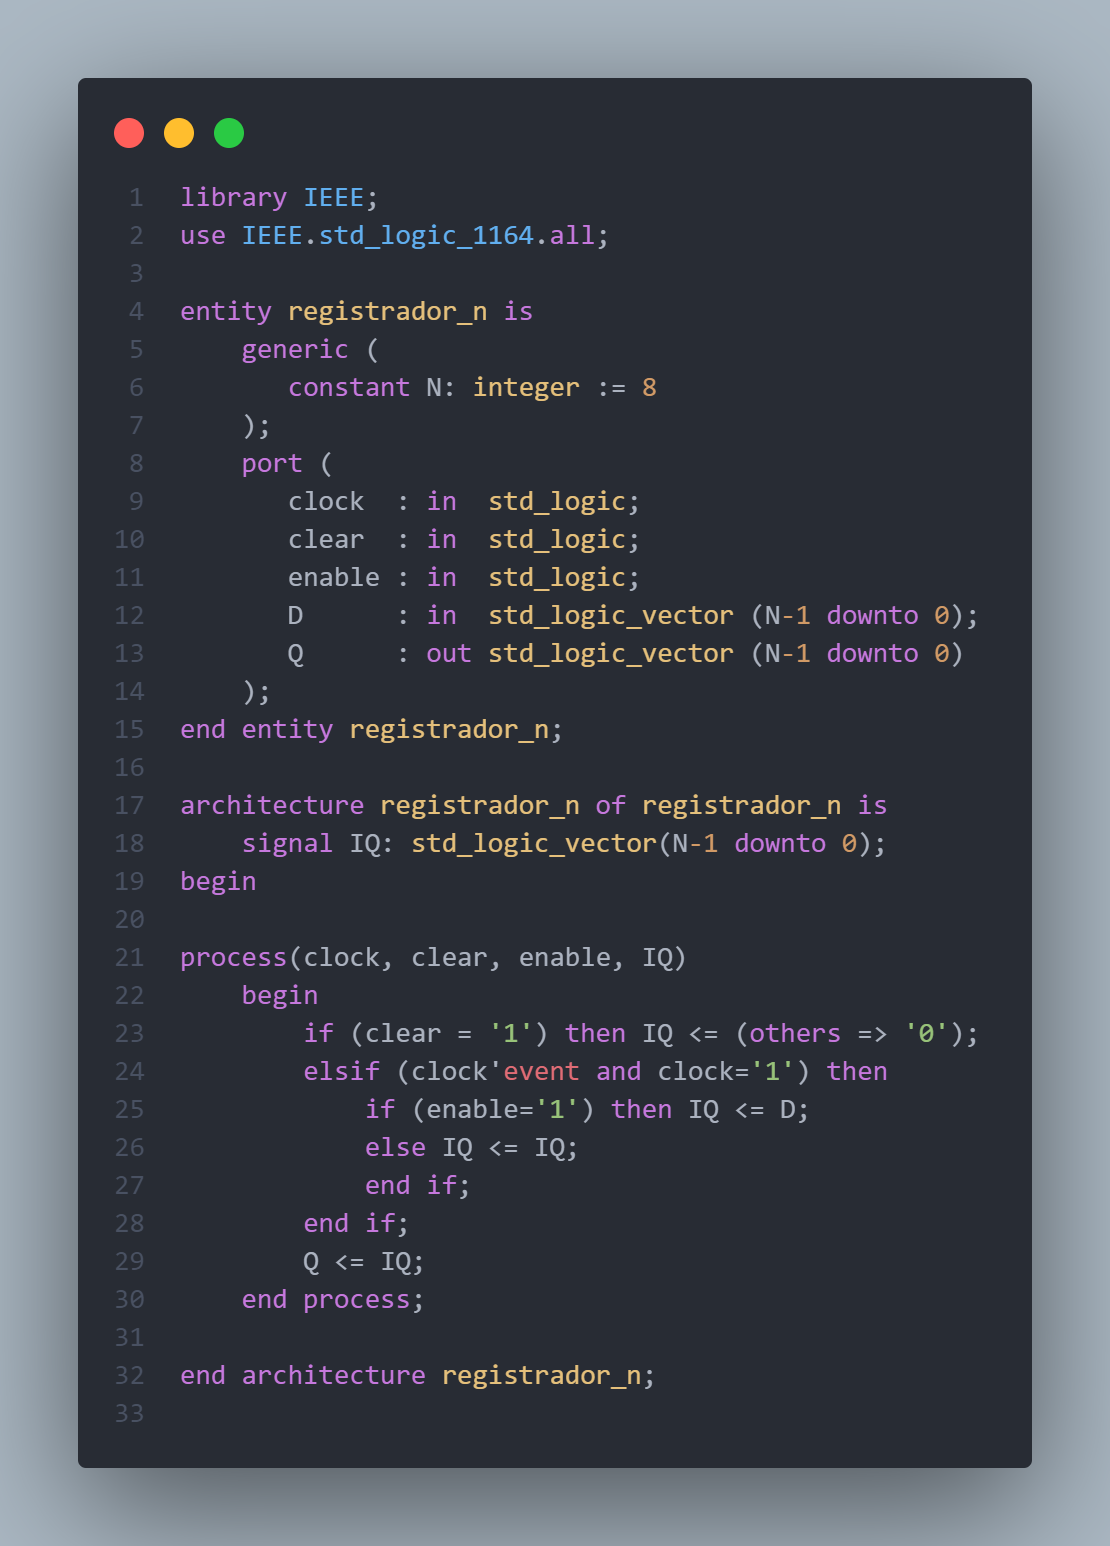 1 library IEEE;
2 use IEEE.std_logic_1164.all;
3
4 entity registrador_n is
5     generic (
6        constant N: integer := 8
7     );
8     port (
9        clock  : in  std_logic;
10        clear  : in  std_logic;
11        enable : in  std_logic;
12        D      : in  std_logic_vector (N-1 downto 0);
13        Q      : out std_logic_vector (N-1 downto 0)
14     );
15 end entity registrador_n;
16
17 architecture registrador_n of registrador_n is
18     signal IQ: std_logic_vector(N-1 downto 0);
19 begin
20
21 process(clock, clear, enable, IQ)
22     begin
23         if (clear = '1') then IQ <= (others => '0');
24         elsif (clock'event and clock='1') then
25             if (enable='1') then IQ <= D;
26             else IQ <= IQ;
27             end if;
28         end if;
29         Q <= IQ;
30     end process;
31
32 end architecture registrador_n;
33